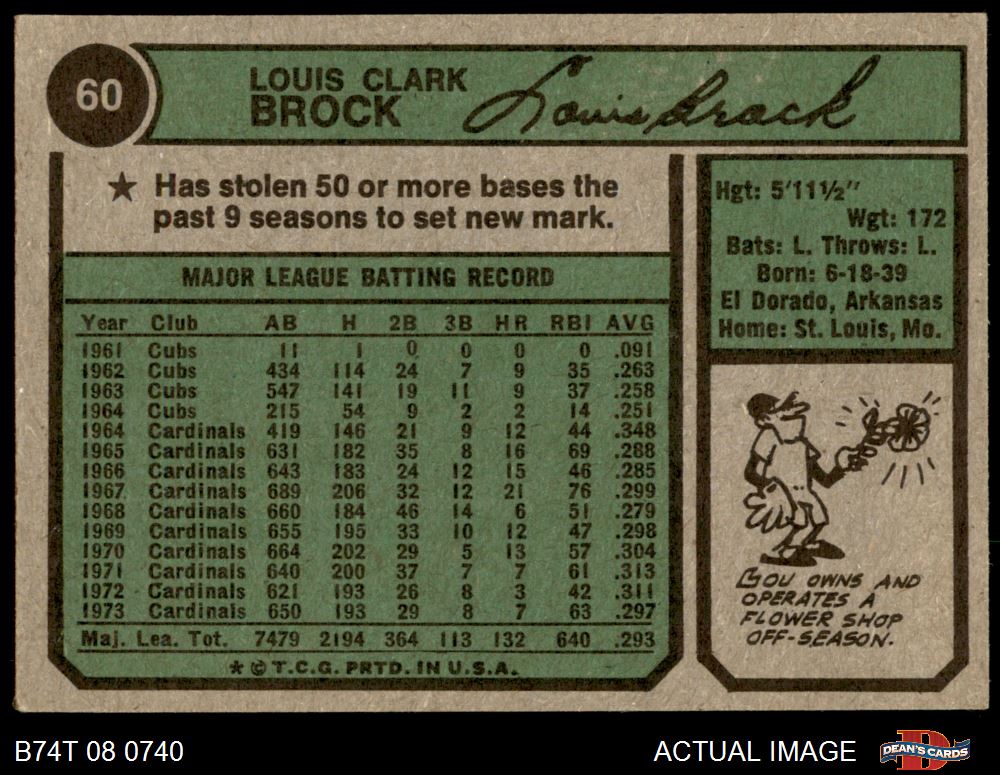 60
LOUIS CLARK
BROCK
Louis Brock
★ Has stolen 50 or more bases the
past 9 seasons to set new mark.
MAJOR LEAGUE BATTING RECORD
Year Club AB H 2B 3B HR RBI AVG
1961 Cubs 11 1 0 0 0 0 .091
1962 Cubs 434 114 24 7 9 35 .263
1963 Cubs 547 141 19 11 9 37 .258
1964 Cubs 215 54 9 2 2 14 .251
1964 Cardinals 419 146 21 9 12 44 .348
1965 Cardinals 631 182 35 8 16 69 .288
1966 Cardinals 643 183 24 12 15 46 .285
1967 Cardinals 689 206 32 12 21 76 .299
1968 Cardinals 660 184 46 14 6 51 .279
1969 Cardinals 655 195 33 10 12 47 .298
1970 Cardinals 664 202 29 5 13 57 .304
1971 Cardinals 640 200 37 7 7 61 .313
1972 Cardinals 621 193 26 8 3 42 .311
1973 Cardinals 650 193 29 8 7 63 .297
Maj. Lea. Tot. 7479 2194 364 113 132 640 .293
★ © T.C.G. PRTD. IN U.S.A.
Hgt: 5'11½"
Wgt: 172
Bats: L. Throws: L.
Born: 6-18-39
El Dorado, Arkansas
Home: St. Louis, Mo.
LOU OWNS AND
OPERATES A
FLOWER SHOP
OFF-SEASON.
B74T 08 0740
ACTUAL IMAGE
D
DEAN'S CARDS